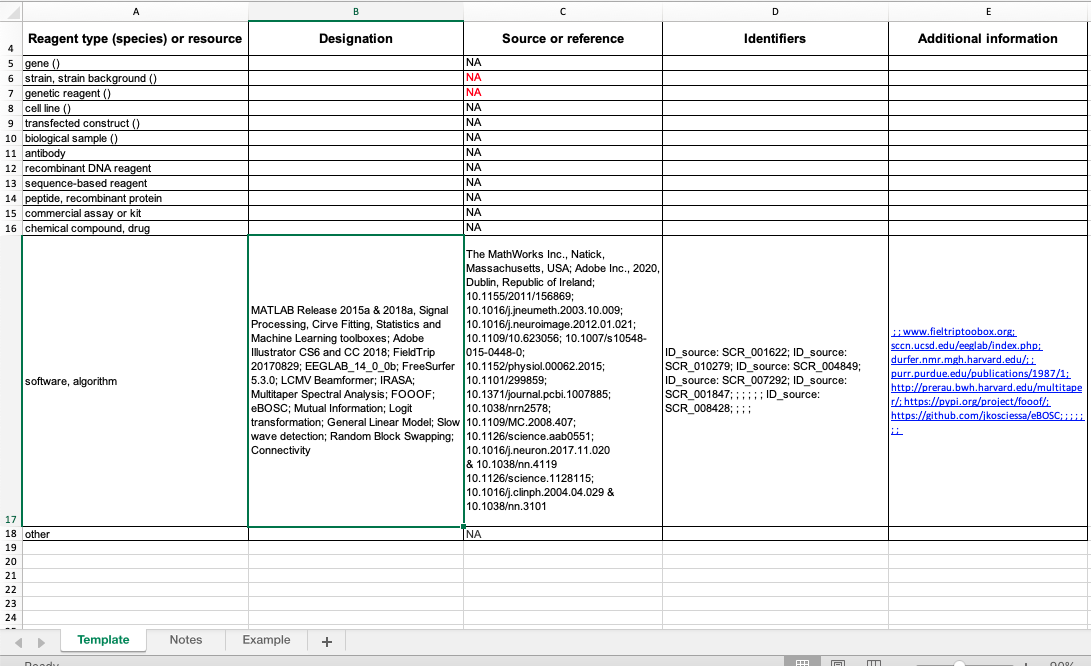 A B C D E
4 Reagent type (species) or resource Designation Source or reference Identifiers Additional information
5 gene () NA
6 strain, strain background () NA
7 genetic reagent () NA
8 cell line () NA
9 transfected construct () NA
10 biological sample () NA
11 antibody NA
12 recombinant DNA reagent NA
13 sequence-based reagent NA
14 peptide, recombinant protein NA
15 commercial assay or kit NA
16 chemical compound, drug NA
17 software, algorithm
MATLAB Release 2015a & 2018a, Signal
Processing, Cirve Fitting, Statistics and
Machine Learning toolboxes; Adobe
Illustrator CS6 and CC 2018; FieldTrip
20170829; EEGLAB_14_0_0b; FreeSurfer
5.3.0; LCMV Beamformer; IRASA;
Multitaper Spectral Analysis; FOOOF;
eBOSC; Mutual Information; Logit
transformation; General Linear Model; Slow
wave detection; Random Block Swapping;
Connectivity
The MathWorks Inc., Natick,
Massachusetts, USA; Adobe Inc., 2020,
Dublin, Republic of Ireland;
10.1155/2011/156869;
10.1016/j.jneumeth.2003.10.009;
10.1016/j.neuroimage.2012.01.021;
10.1109/10.623056; 10.1007/s10548-
015-0448-0;
10.1152/physiol.00062.2015;
10.1101/299859;
10.1371/journal.pcbi.1007885;
10.1038/nrn2578;
10.1109/MC.2008.407;
10.1126/science.aab0551;
10.1016/j.neuron.2017.11.020
& 10.1038/nn.4119
10.1126/science.1128115;
10.1016/j.clinph.2004.04.029 &
10.1038/nn.3101
ID_source: SCR_001622; ID_source:
SCR_010279; ID_source: SCR_004849;
ID_source: SCR_007292; ID_source:
SCR_001847; ; ; ; ; ; ID_source:
SCR_008428; ; ; ;
; ; www.fieltriptoobox.org;
sccn.ucsd.edu/eeglab/index.php;
durfer.nmr.mgh.harvard.edu/; ;
purr.purdue.edu/publications/1987/1;
http://prerau.bwh.harvard.edu/multitape
r/; https://pypi.org/project/fooof/;
https://github.com/jkosciessa/eBOSC; ; ; ; ;
; ;
18 other NA
19
20
21
22
23
24
Template Notes Example +